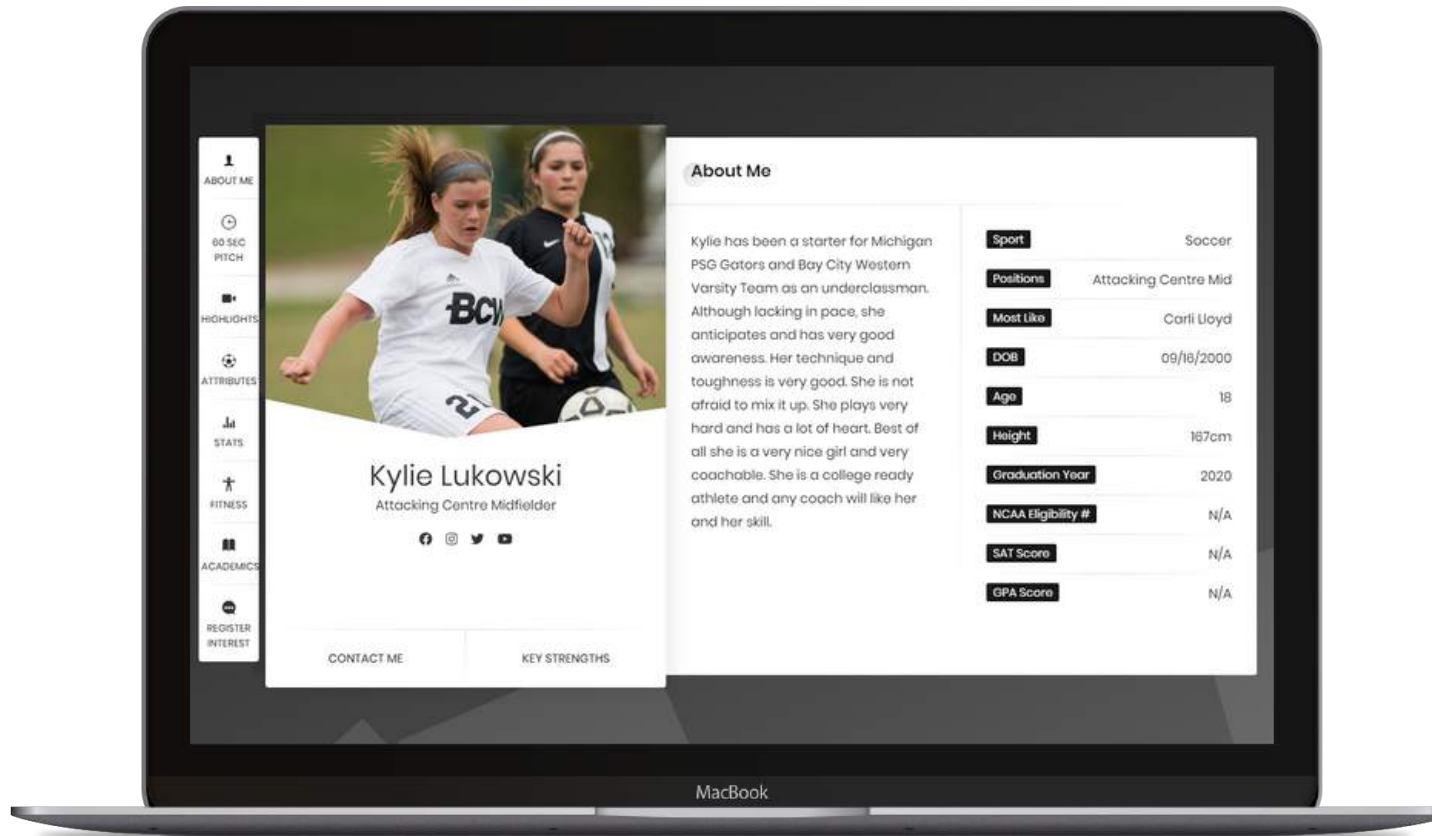 ABOUT ME
60 SEC
PITCH
HIGHLIGHTS
ATTRIBUTES
STATS
FITNESS
ACADEMICS
REGISTER
INTEREST
BCW
21
Kylie Lukowski
Attacking Centre Midfielder
CONTACT ME
KEY STRENGTHS
About Me
Kylie has been a starter for Michigan
PSG Gators and Bay City Western
Varsity Team as an underclassman.
Although lacking in pace, she
anticipates and has very good
awareness. Her technique and
toughness is very good. She is not
afraid to mix it up. She plays very
hard and has a lot of heart. Best of
all she is a very nice girl and very
coachable. She is a college ready
athlete and any coach will like her
and her skill.
Sport Soccer
Positions Attacking Centre Mid
Most Like Carli Lloyd
DOB 09/16/2000
Age 18
Height 167cm
Graduation Year 2020
NCAA Eligibility # N/A
SAT Score N/A
GPA Score N/A
MacBook